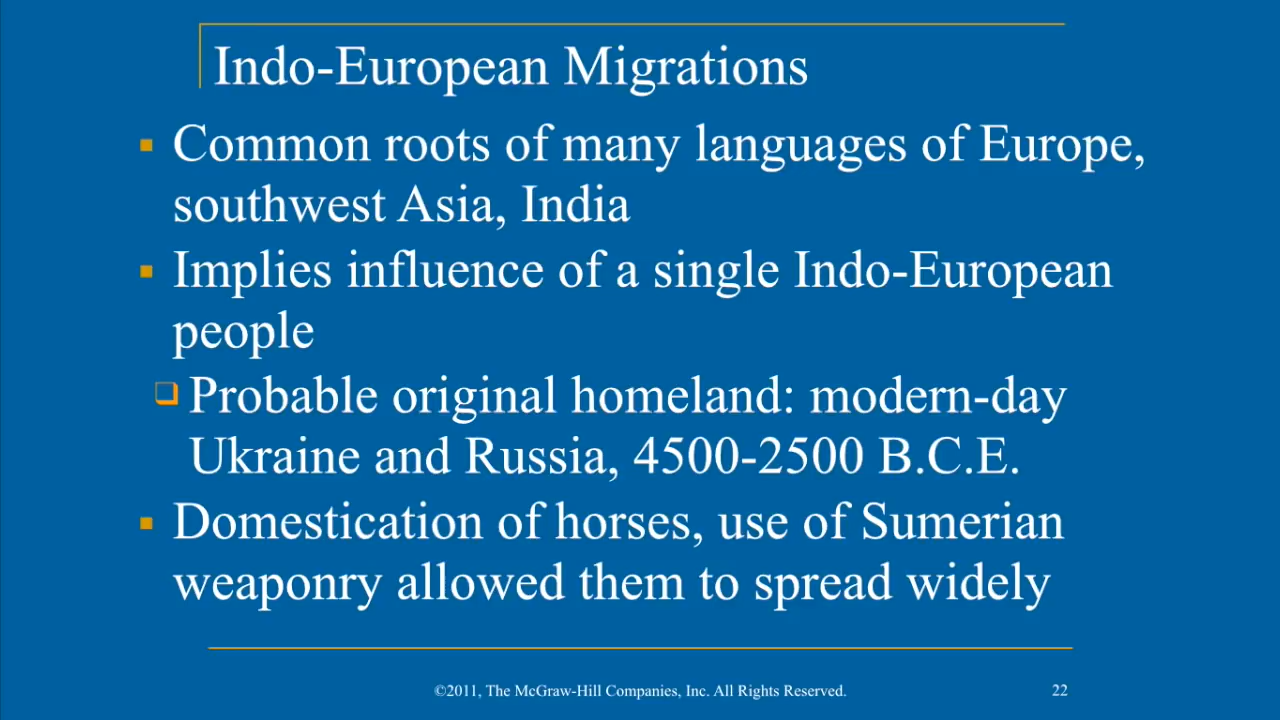 Indo-European Migrations
Common roots of many languages of Europe,
southwest Asia, India
Implies influence of a single Indo-European
people
Probable original homeland: modern-day
Ukraine and Russia, 4500-2500 B.C.E.
Domestication of horses, use of Sumerian
weaponry allowed them to spread widely
©2011, The McGraw-Hill Companies, Inc. All Rights Reserved.
22